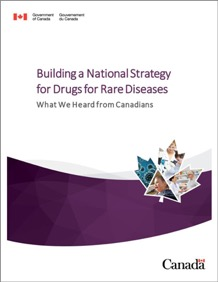 Government of Canada
Gouvernement du Canada
Building a National Strategy
for Drugs for Rare Diseases
What We Heard from Canadians
Canada